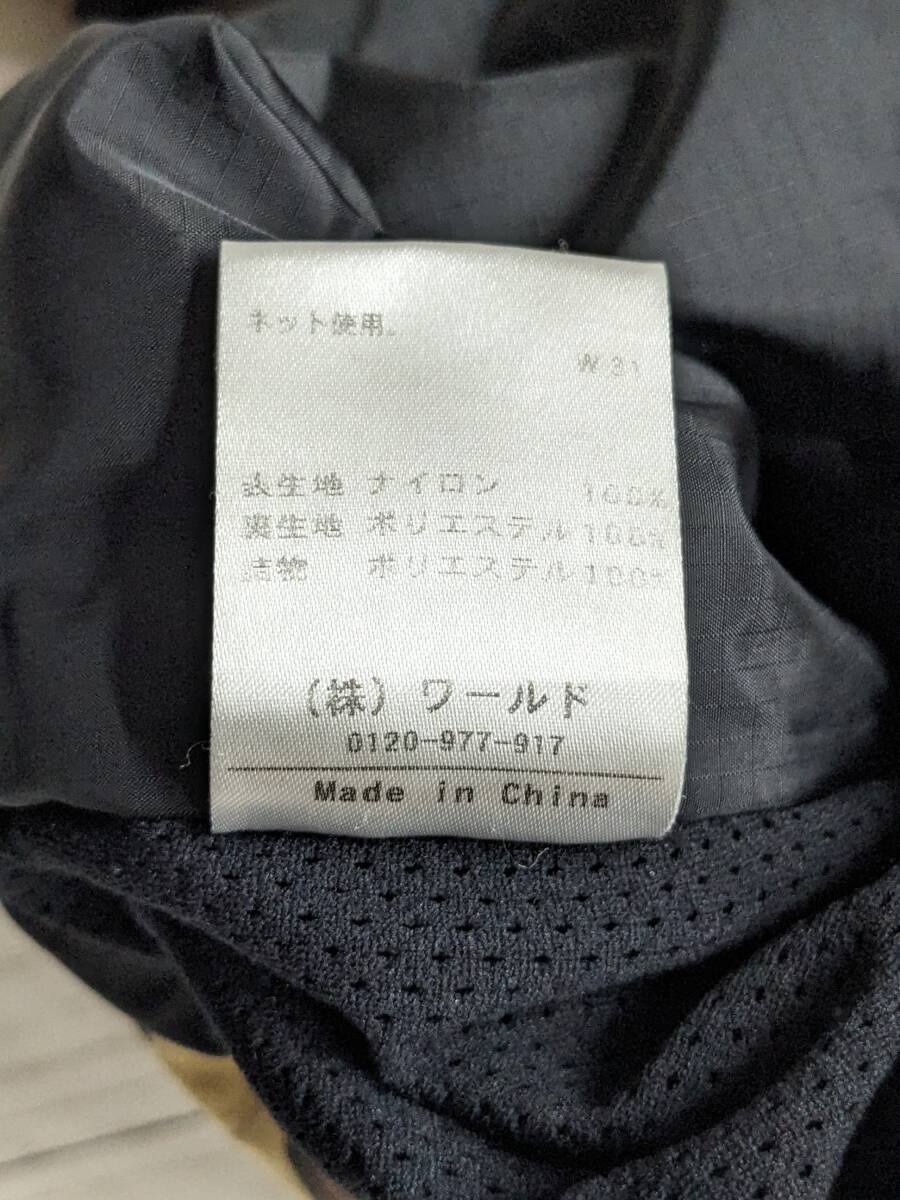 ネット使用。
W31
表生地 ナイロン 100%
裏生地 ポリエステル100%
詰物 ポリエステル100%
(株)ワールド
0120-977-917
Made in China